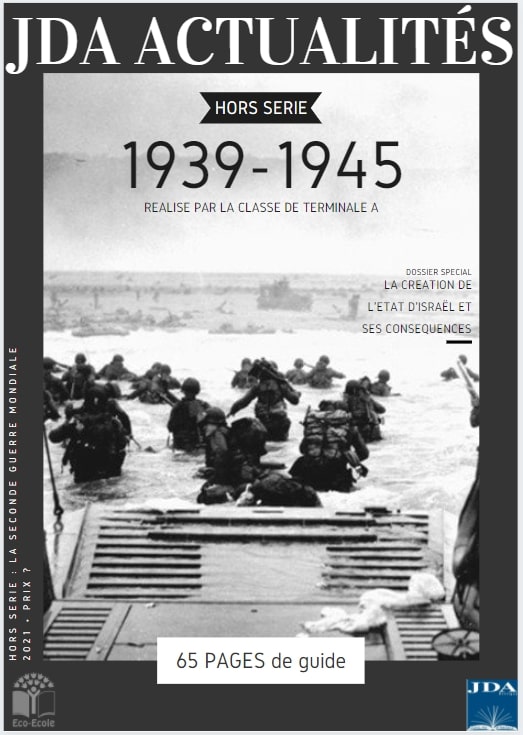 JDA ACTUALITÉS
HORS SERIE
1939-1945
REALISE PAR LA CLASSE DE TERMINALE A
DOSSIER SPECIAL
LA CREATION DE
L'ETAT D'ISRAËL ET
SES CONSEQUENCES
HORS SERIE : LA SECONDE GUERRE MONDIALE
2021 • PRIX ?
65 PAGES de guide
Eco-Ecole
JDA